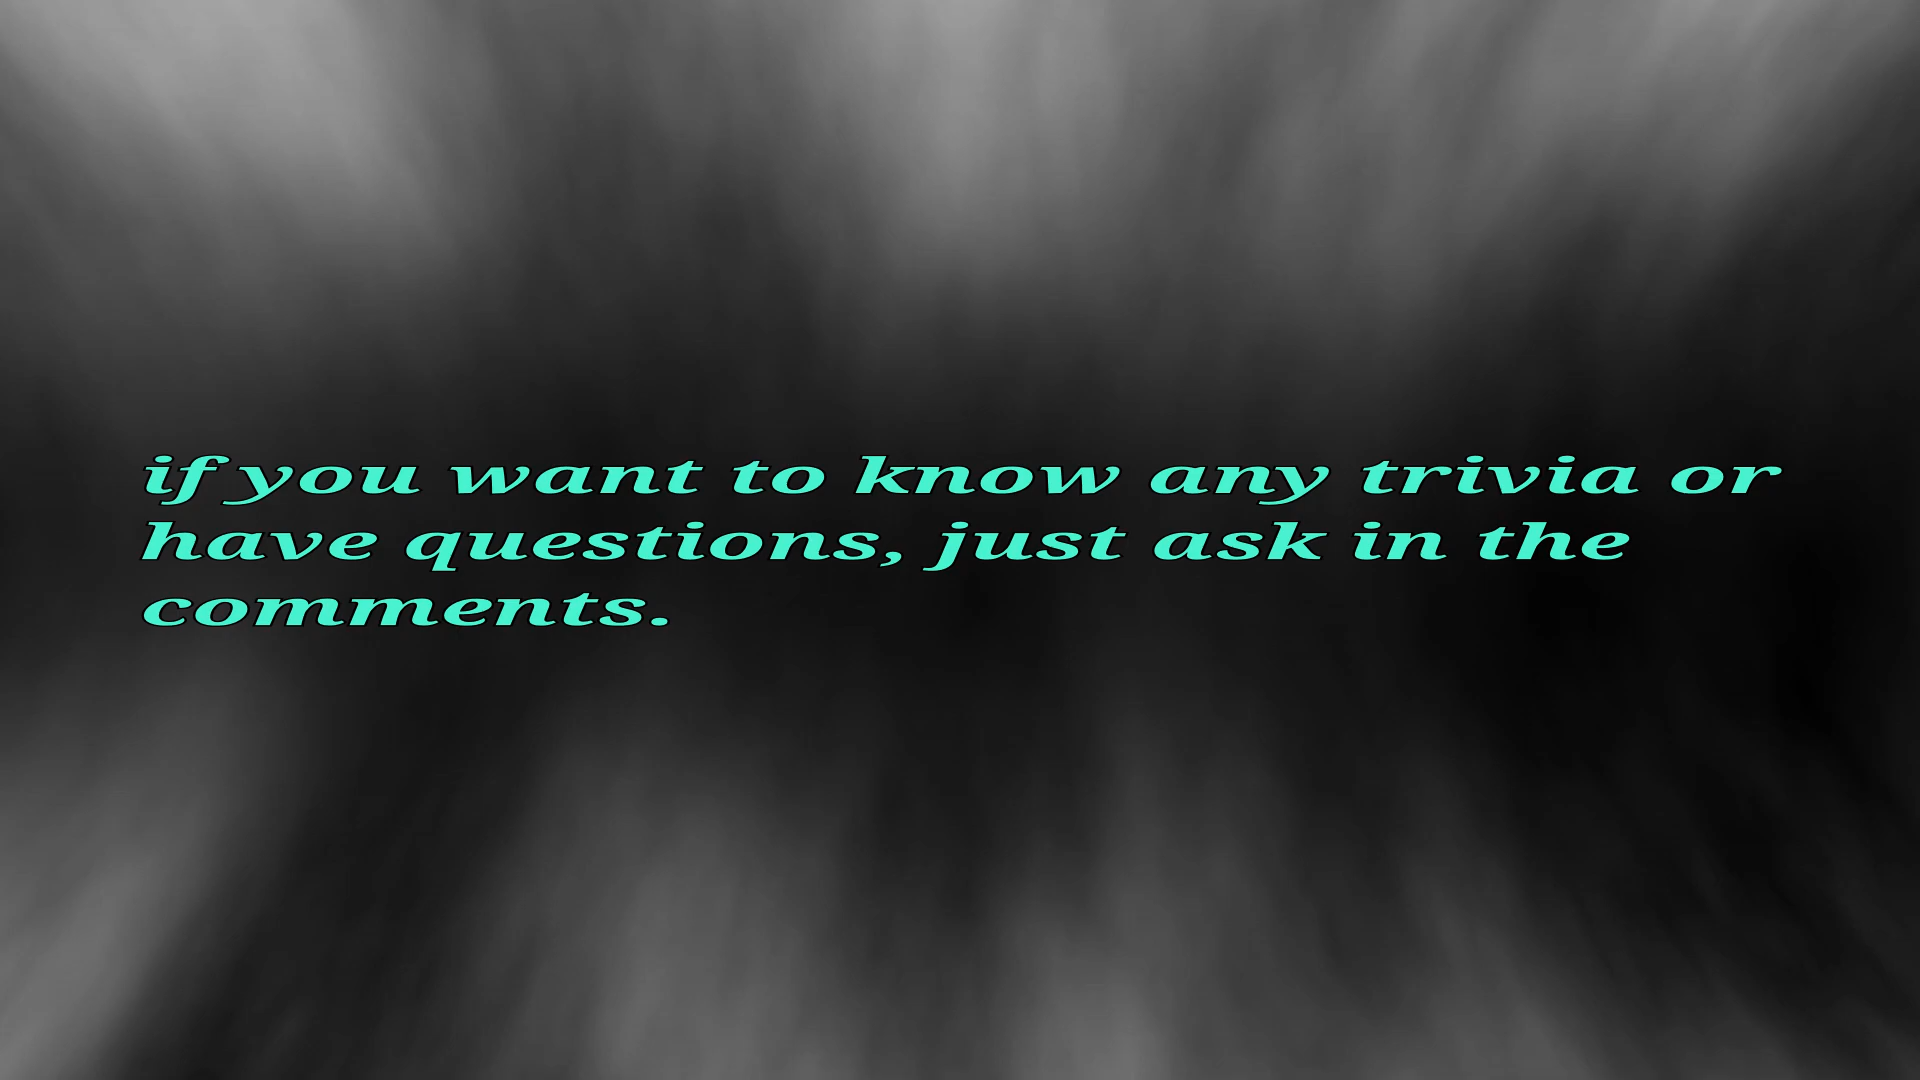 if you want to know any trivia or
have questions, just ask in the
comments.